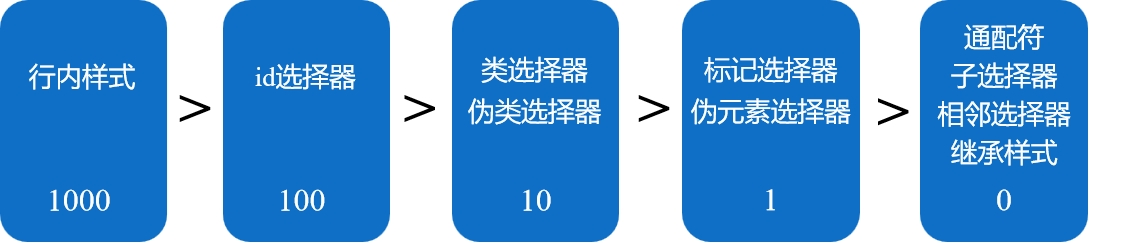 行内样式
1000
>
id选择器
100
>
类选择器
伪类选择器
10
>
标记选择器
伪元素选择器
1
>
通配符
子选择器
相邻选择器
继承样式
0